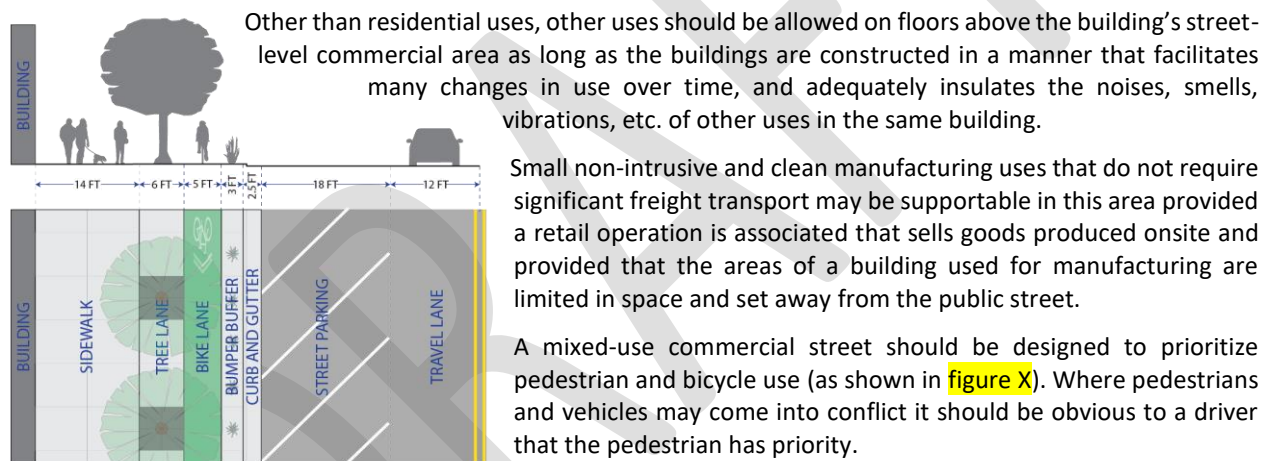 Other than residential uses, other uses should be allowed on floors above the building's street-
level commercial area as long as the buildings are constructed in a manner that facilitates
many changes in use over time, and adequately insulates the noises, smells,
vibrations, etc. of other uses in the same building.
Small non-intrusive and clean manufacturing uses that do not require
significant freight transport may be supportable in this area provided
a retail operation is associated that sells goods produced onsite and
provided that the areas of a building used for manufacturing are
limited in space and set away from the public street.
A mixed-use commercial street should be designed to prioritize
pedestrian and bicycle use (as shown in figure X). Where pedestrians
and vehicles may come into conflict it should be obvious to a driver
that the pedestrian has priority.
BUILDING
14 FT
6 FT
5 FT
3 FT
2.5 FT
18 FT
12 FT
BUILDING
SIDEWALK
TREE LANE
BIKE LANE
BUMPER BUFFER
CURB AND GUTTER
STREET PARKING
TRAVEL LANE